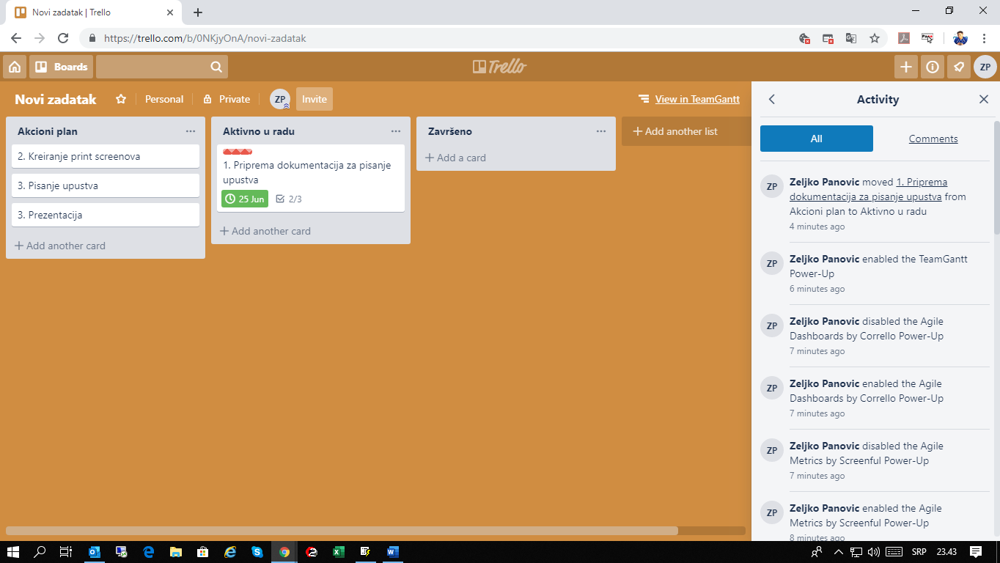 Novi zadatak | Trello
https://trello.com/b/0NKjyOnA/novi-zadatak
Boards
Trello
ZP
Novi zadatak
Personal
Private
ZP
Invite
View in TeamGantt
Akcioni plan
2. Kreiranje print screenova
3. Pisanje upustva
3. Prezentacija
Add another card
Aktivno u radu
1. Priprema dokumentacija za pisanje
upustva
25 Jun
2/3
Add another card
Završeno
Add a card
Add another list
Activity
All
Comments
ZP
Zeljko Panovic moved 1. Priprema
dokumentacija za pisanje upustva from
Akcioni plan to Aktivno u radu
4 minutes ago
ZP
Zeljko Panovic enabled the TeamGantt
Power-Up
6 minutes ago
ZP
Zeljko Panovic disabled the Agile
Dashboards by Corrello Power-Up
7 minutes ago
ZP
Zeljko Panovic enabled the Agile
Dashboards by Corrello Power-Up
7 minutes ago
ZP
Zeljko Panovic disabled the Agile
Metrics by Screenful Power-Up
7 minutes ago
ZP
Zeljko Panovic enabled the Agile
Metrics by Screenful Power-Up
8 minutes ago
SRP
23.43